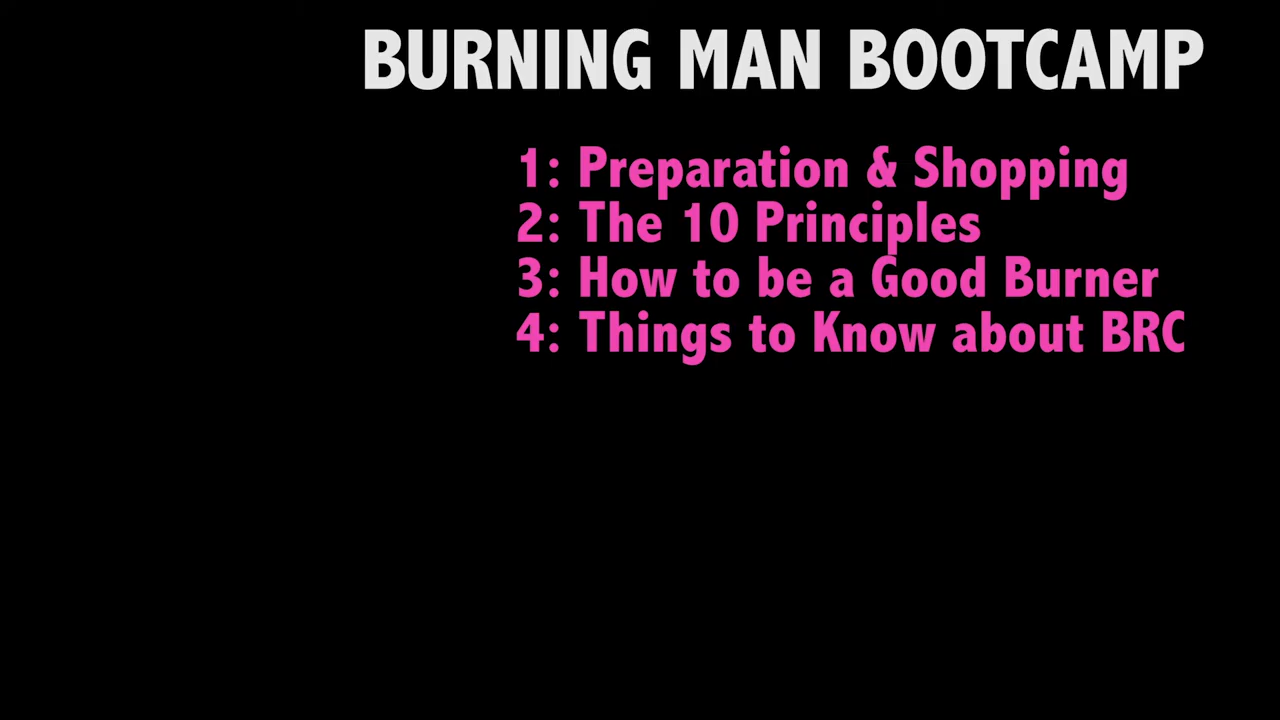 BURNING MAN BOOTCAMP
1: Preparation & Shopping
2: The 10 Principles
3: How to be a Good Burner
4: Things to Know about BRC